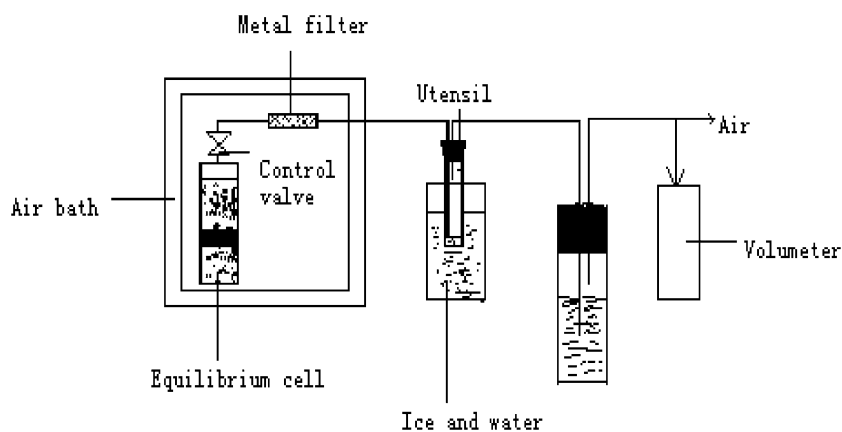 Metal filter
Utensil
Air
Control
valve
Air bath
Volumeter
Equilibrium cell
Ice and water